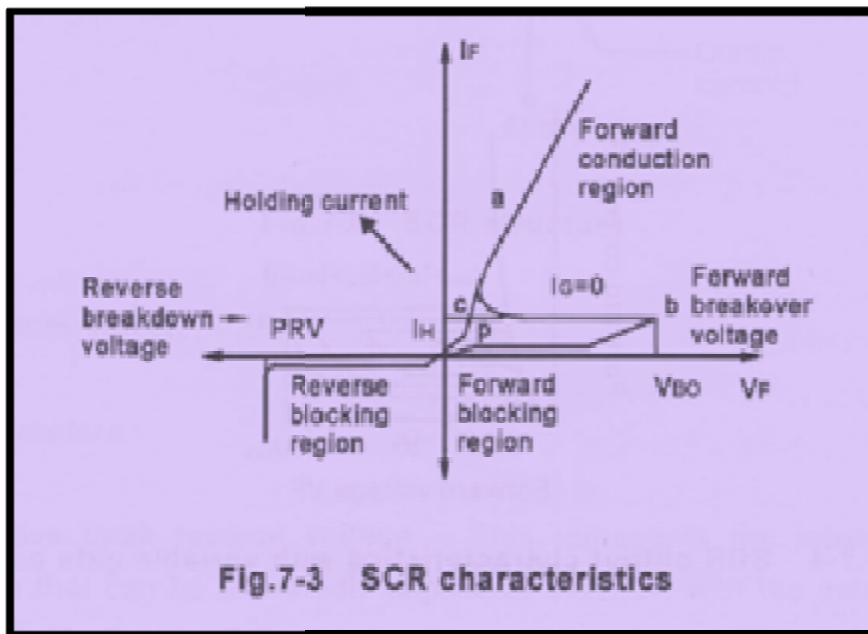 IF
Forward
conduction
region
a
Holding current
Reverse
breakdown
voltage
PRV
IH
c
P
IG=0
b
Forward
breakover
voltage
VBO
VF
Reverse
blocking
region
Forward
blocking
region
Fig.7-3 SCR characteristics